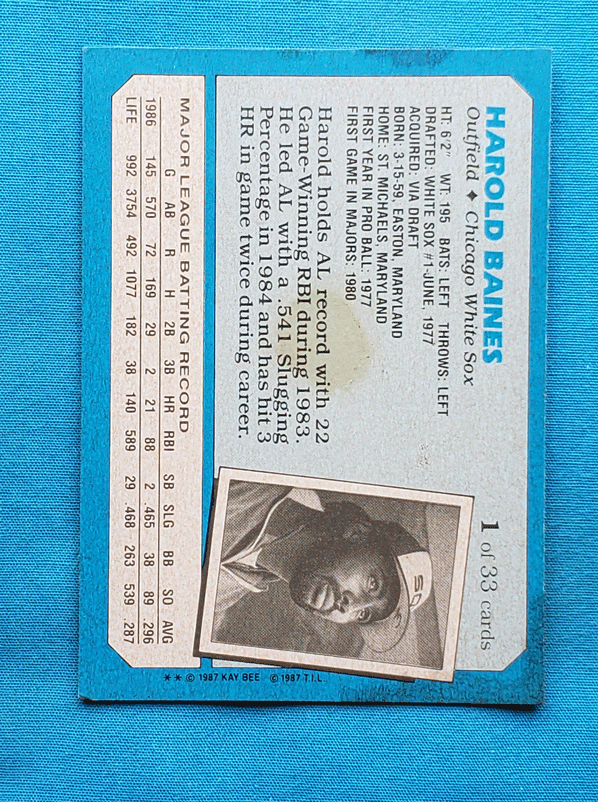 HAROLD BAINES
Outfield ♦ Chicago White Sox
1 of 33 cards
HT: 6'2" WT: 195 BATS: LEFT THROWS: LEFT
DRAFTED: WHITE SOX #1-JUNE, 1977
ACQUIRED: VIA DRAFT
BORN: 3-15-59, EASTON, MARYLAND
HOME: ST. MICHAELS, MARYLAND
FIRST YEAR IN PRO BALL: 1977
FIRST GAME IN MAJORS: 1980
Harold holds AL record with 22
Game-Winning RBI during 1983.
He led AL with a .541 Slugging
Percentage in 1984 and has hit 3
HR in game twice during career.
SO
MAJOR LEAGUE BATTING RECORD
G AB R H 2B 3B HR RBI SB SLG BB SO AVG
1986 145 570 72 169 29 2 21 88 2 .465 38 89 .296
LIFE 992 3754 492 1077 182 38 140 589 29 .468 263 539 .287
** © 1987 KAY BEE © 1987 T.I.L.